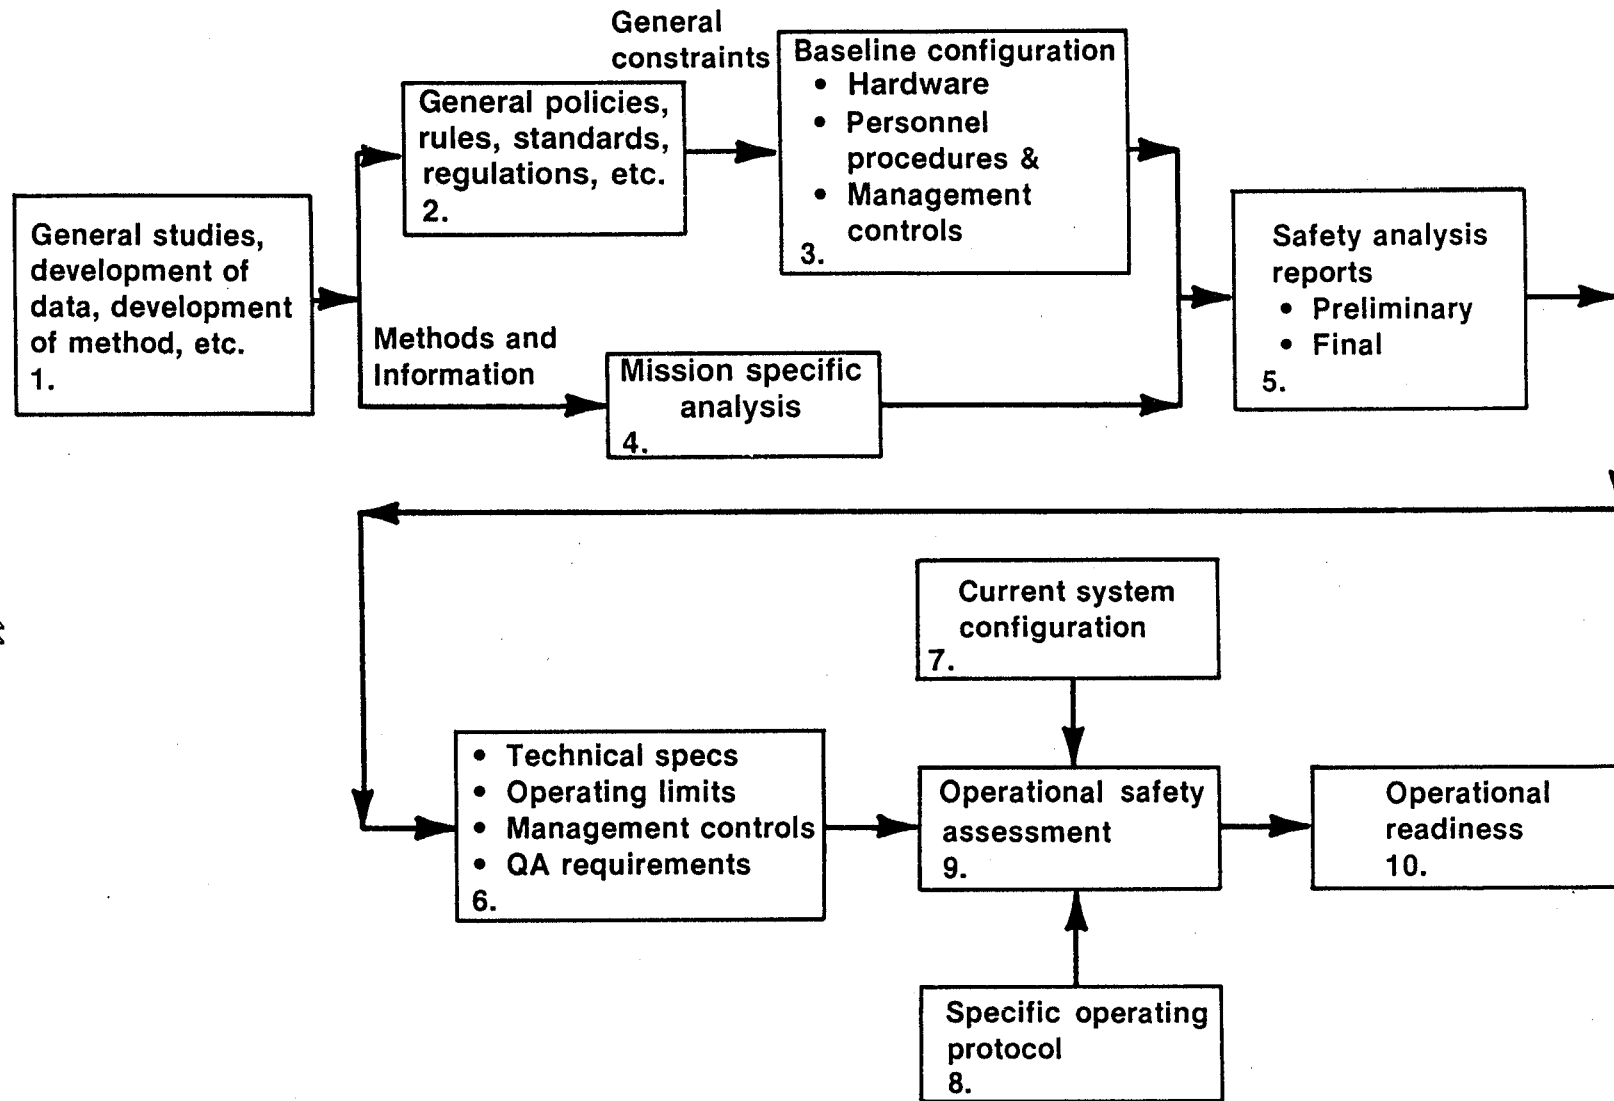 General
constraints
Baseline configuration
• Hardware
• Personnel
procedures &
• Management
controls
3.
General policies,
rules, standards,
regulations, etc.
2.
General studies,
development of
data, development
of method, etc.
1.
Methods and
Information
Mission specific
analysis
4.
Safety analysis
reports
• Preliminary
• Final
5.
Current system
configuration
7.
• Technical specs
• Operating limits
• Management controls
• QA requirements
6.
Operational safety
assessment
9.
Operational
readiness
10.
Specific operating
protocol
8.